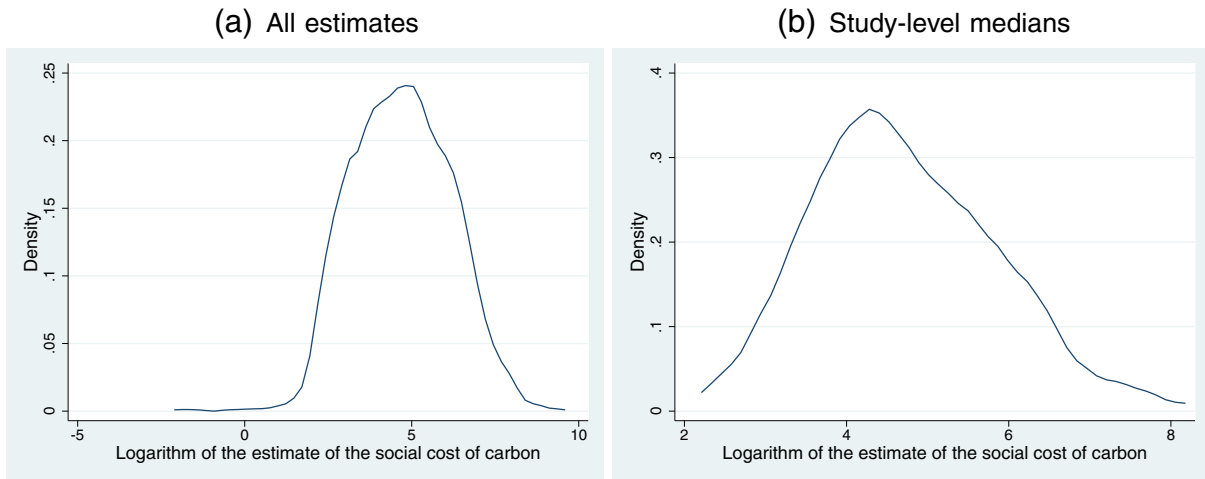 (a) All estimates
.25
.2
.15
.1
.05
0
Density
-5 0 5 10
Logarithm of the estimate of the social cost of carbon
(b) Study-level medians
.4
.3
.2
.1
0
Density
2 4 6 8
Logarithm of the estimate of the social cost of carbon